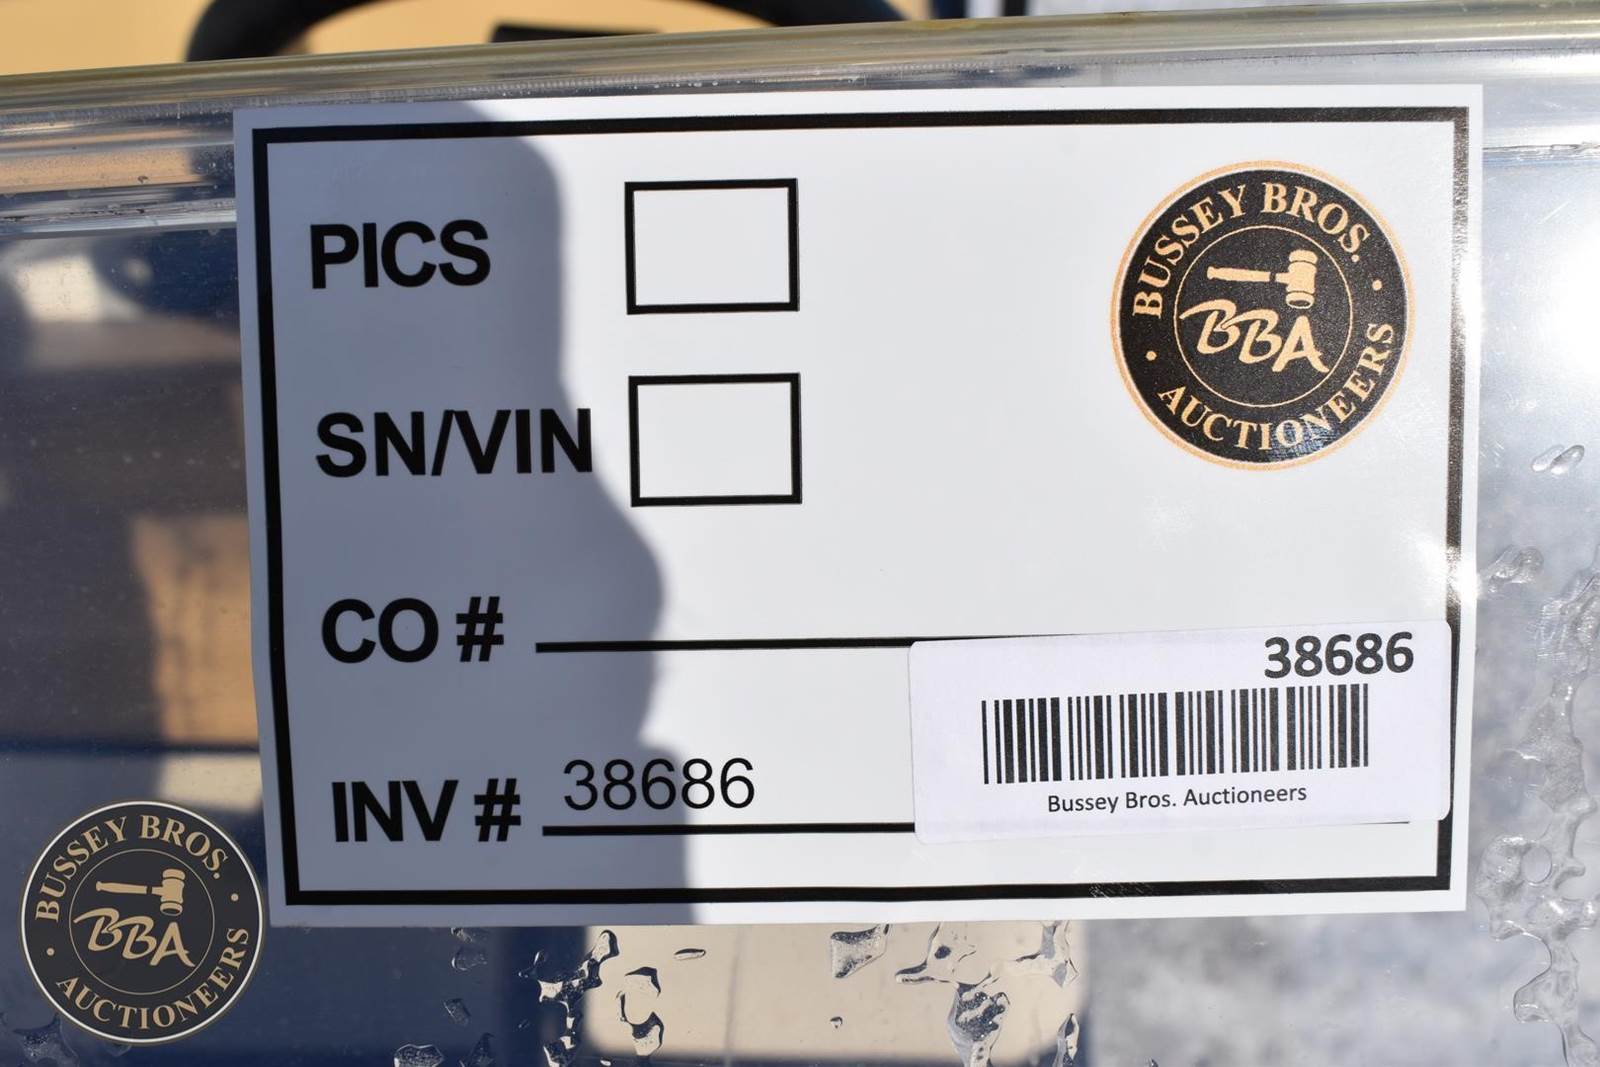 PICS
BUSSEY BROS.
BBA
AUCTIONEERS
SN/VIN
CO #
38686
INV # 38686
Bussey Bros. Auctioneers
BUSSEY BROS.
BBA
AUCTIONEERS